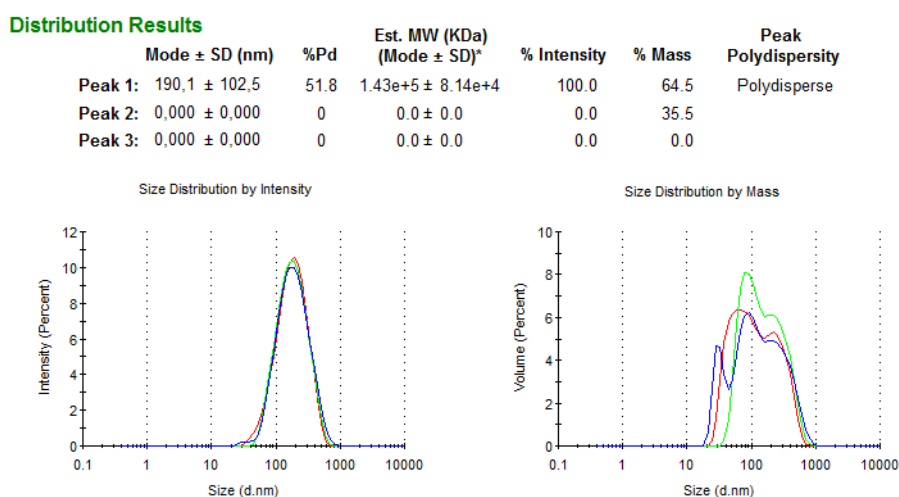 Distribution Results
Mode ± SD (nm) %Pd Est. MW (KDa) (Mode ± SD)* % Intensity % Mass Peak Polydispersity
Peak 1: 190,1 ± 102,5 51.8 1.43e+5 ± 8.14e+4 100.0 64.5 Polydisperse
Peak 2: 0,000 ± 0,000 0 0.0 ± 0.0 0.0 35.5
Peak 3: 0,000 ± 0,000 0 0.0 ± 0.0 0.0 0.0
Size Distribution by Intensity
Intensity (Percent)
12
10
8
6
4
2
0
0.1 1 10 100 1000 10000
Size (d.nm)
Size Distribution by Mass
Volume (Percent)
10
8
6
4
2
0
0.1 1 10 100 1000 10000
Size (d.nm)